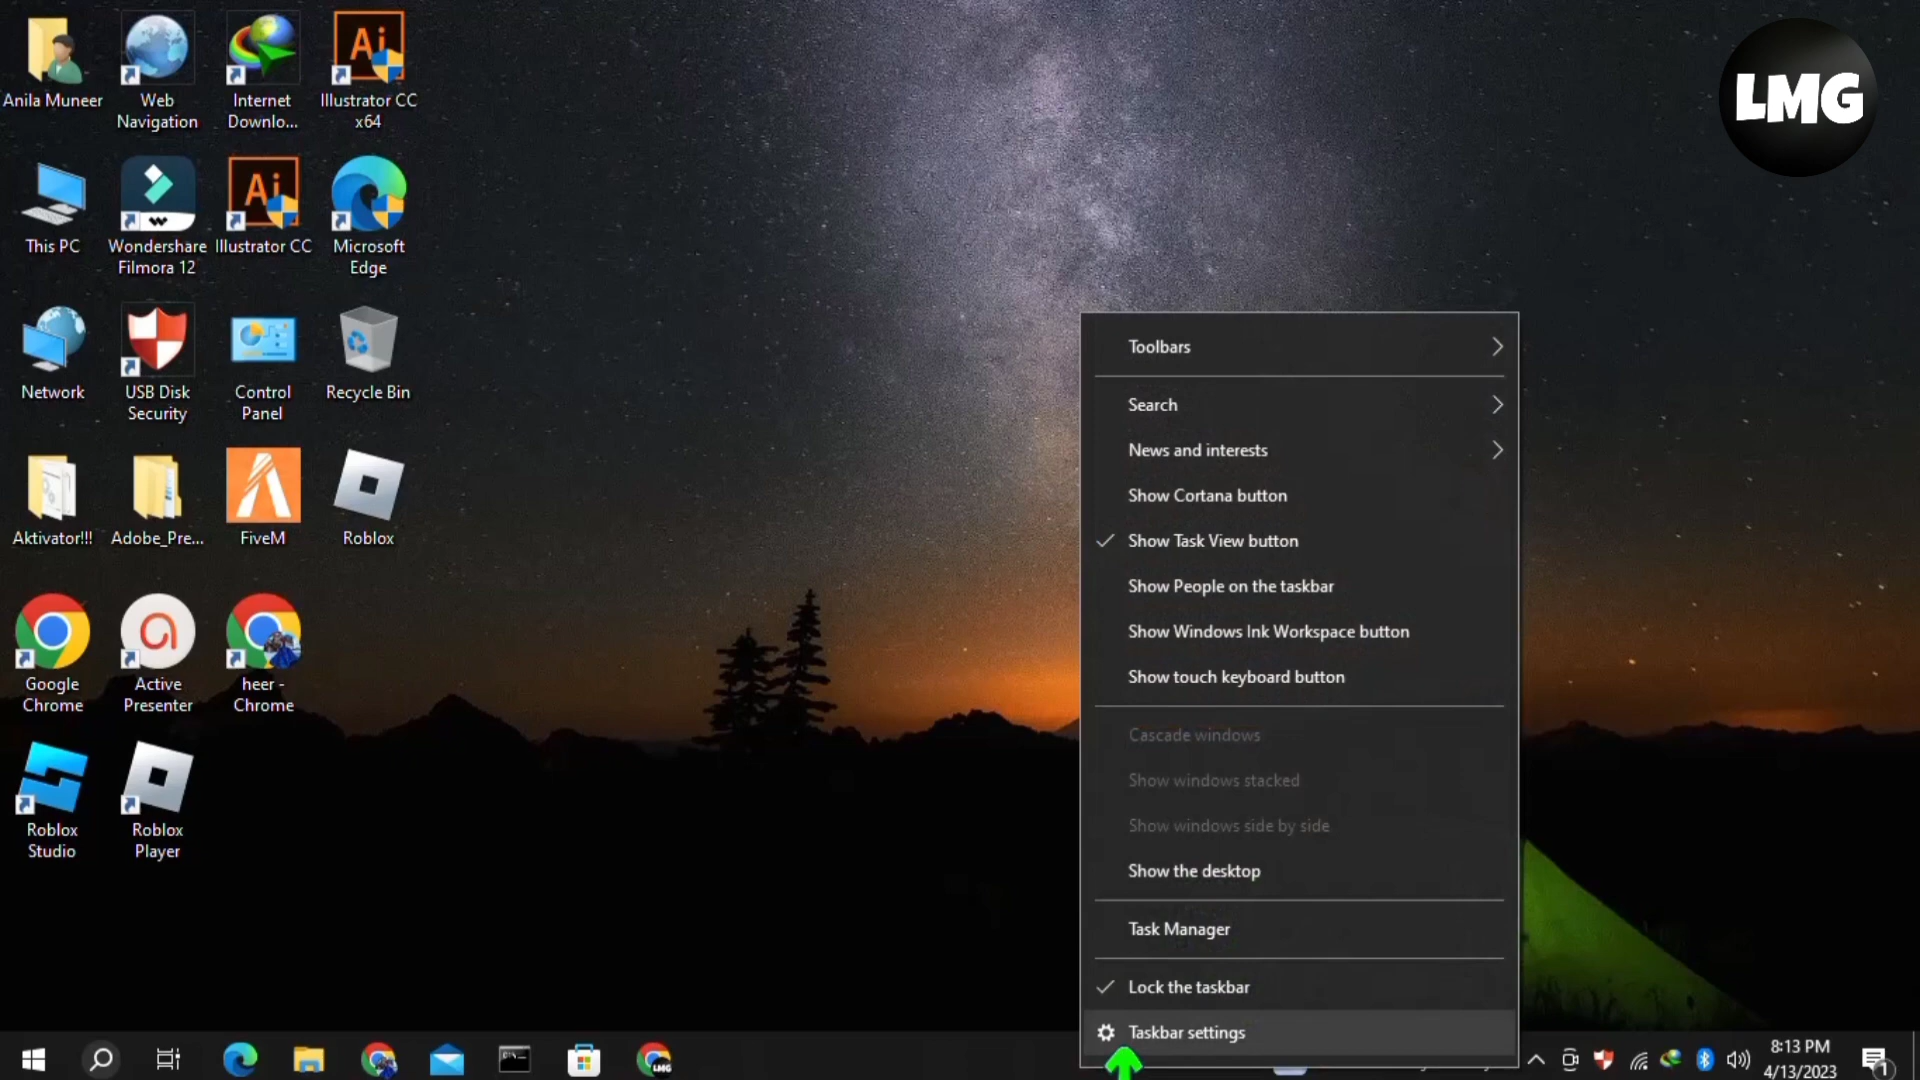 Anila Muneer
Web
Navigation
Internet
Downlo...
Ai
Illustrator CC
x64
LMG
This PC
Wondershare
Filmora 12
Ai
Illustrator CC
Microsoft
Edge
Network
USB Disk
Security
Control
Panel
Recycle Bin
Aktivator!!!
Adobe_Pre...
FiveM
Roblox
Google
Chrome
Active
Presenter
heer -
Chrome
Roblox
Studio
Roblox
Player
Toolbars
Search
News and interests
Show Cortana button
Show Task View button
Show People on the taskbar
Show Windows Ink Workspace button
Show touch keyboard button
Cascade windows
Show windows stacked
Show windows side by side
Show the desktop
Task Manager
Lock the taskbar
Taskbar settings
LMG
8:13 PM
4/13/2023
1